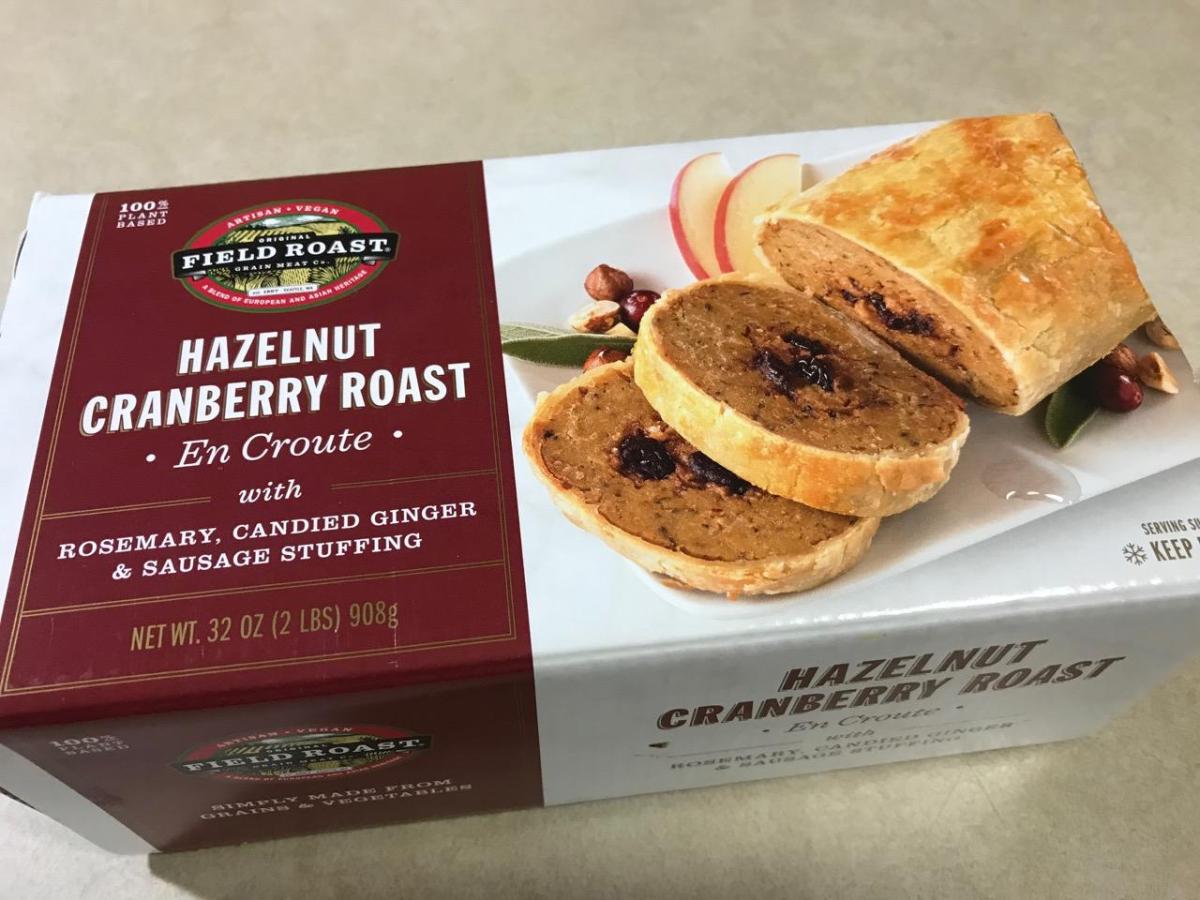 100%
PLANT
BASED
ARTISAN • VEGAN
ORIGINAL
FIELD ROAST®
GRAIN MEAT Co.
A BLEND OF EUROPEAN AND ASIAN HERITAGE
HAZELNUT
CRANBERRY ROAST
• En Croute •
with
ROSEMARY, CANDIED GINGER
& SAUSAGE STUFFING
NET WT. 32 OZ (2 LBS) 908g
SERVING
KEEP
HAZELNUT
CRANBERRY ROAST
• En Croute •
with
ROSEMARY, CANDIED GINGER
& SAUSAGE STUFFING
100%
PLANT
BASED
ARTISAN • VEGAN
ORIGINAL
FIELD ROAST
SIMPLY MADE FROM
GRAINS & VEGETABLES